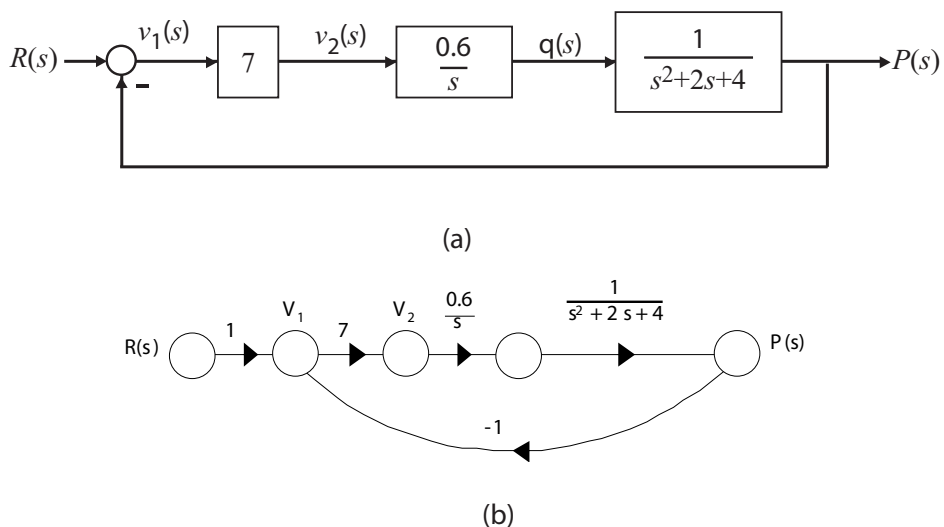 R(s) v₁(s) 7 v₂(s) 0.6/s q(s) 1/(s²+2s+4) P(s)
-
(a)
R(s) 1 V₁ 7 V₂ 0.6/s 1/(s² + 2 s + 4) P(s)
-1
(b)